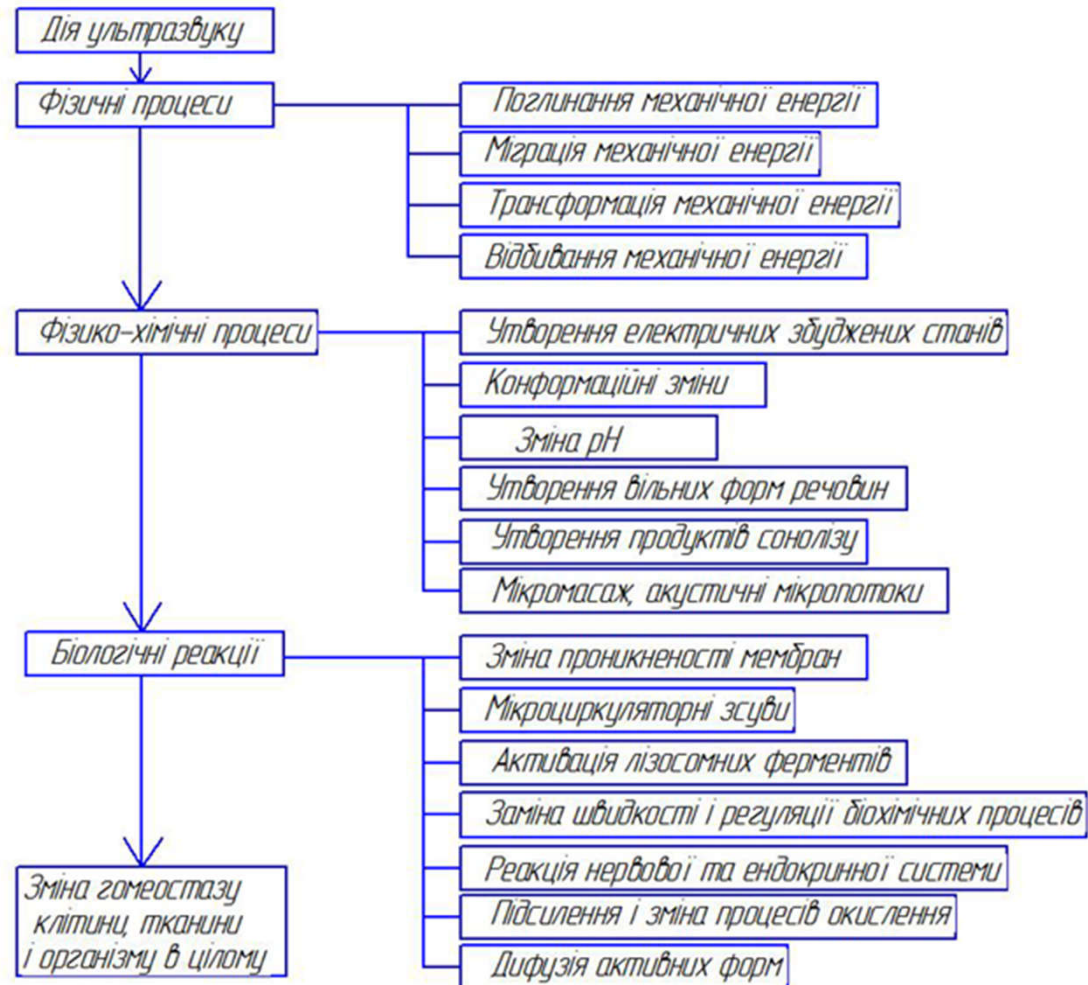 Дія ультразвуку
Фізичні процеси
Поглинання механічної енергії
Міграція механічної енергії
Трансформація механічної енергії
Відбивання механічної енергії
Фізико-хімічні процеси
Утворення електричних збуджених станів
Конформаційні зміни
Зміна рН
Утворення вільних форм речовин
Утворення продуктів сонолізу
Мікромасаж, акустичні мікропотоки
Біологічні реакції
Зміна проникненості мембран
Мікроциркуляторні зсуви
Активація лізосомних ферментів
Заміна швидкості і регуляції біохімічних процесів
Реакція нервової та ендокринної системи
Підсилення і зміна процесів окислення
Дифузія активних форм
Зміна гомеостазу
клітини, тканини
і організму в цілому